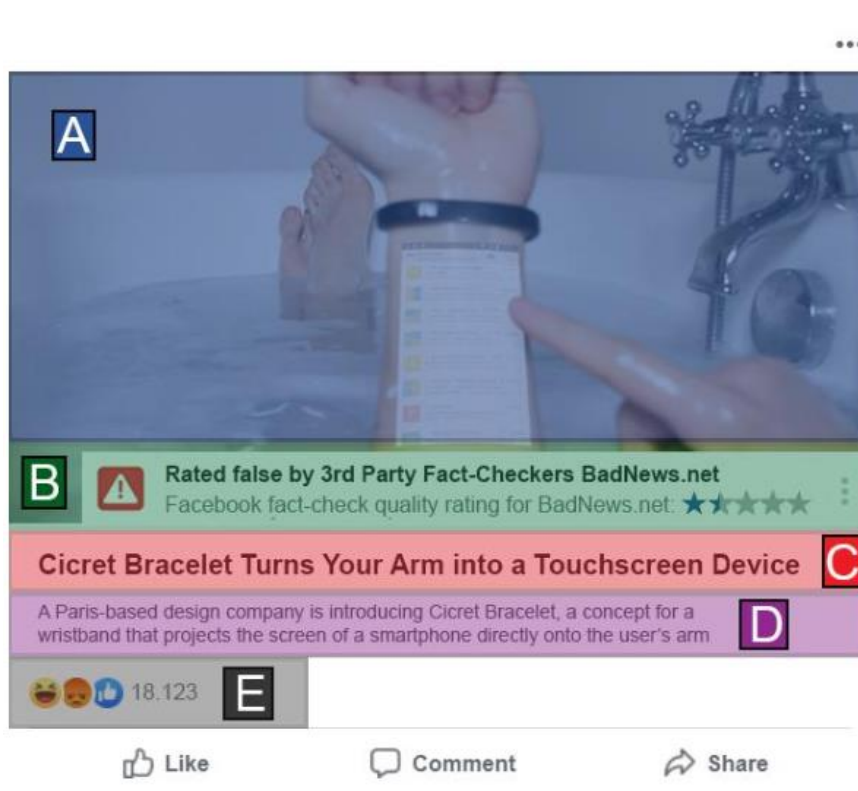 A
B
Rated false by 3rd Party Fact-Checkers BadNews.net
Facebook fact-check quality rating for BadNews.net:
Cicret Bracelet Turns Your Arm into a Touchscreen Device
C
A Paris-based design company is introducing Cicret Bracelet, a concept for a
wristband that projects the screen of a smartphone directly onto the user's arm
D
18.123
E
Like
Comment
Share